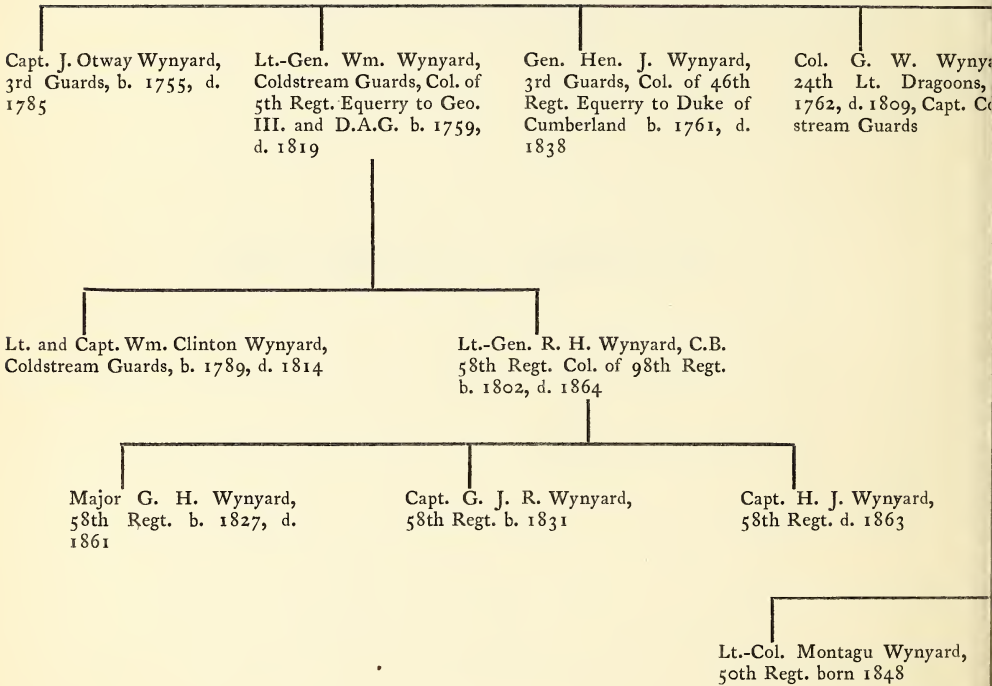 Capt. J. Otway Wynyard,
3rd Guards, b. 1755, d.
1785
Lt.-Gen. Wm. Wynyard,
Coldstream Guards, Col. of
5th Regt. Equerry to Geo.
III. and D.A.G. b. 1759,
d. 1819
Gen. Hen. J. Wynyard,
3rd Guards, Col. of 46th
Regt. Equerry to Duke of
Cumberland b. 1761, d.
1838
Col. G. W.
24th Lt. Dragoons,
1762, d. 1809, Capt.
stream Guards
Lt. and Capt. Wm. Clinton Wynyard,
Coldstream Guards, b. 1789, d. 1814
Lt.-Gen. R. H. Wynyard, C.B.
58th Regt. Col. of 98th Regt.
b. 1802, d. 1864
Major G. H. Wynyard,
58th Regt. b. 1827, d.
1861
Capt. G. J. R. Wynyard,
58th Regt. b. 1831
Capt. H. J. Wynyard,
58th Regt. d. 1863
Lt.-Col. Montagu Wynyard,
50th Regt. born 1848